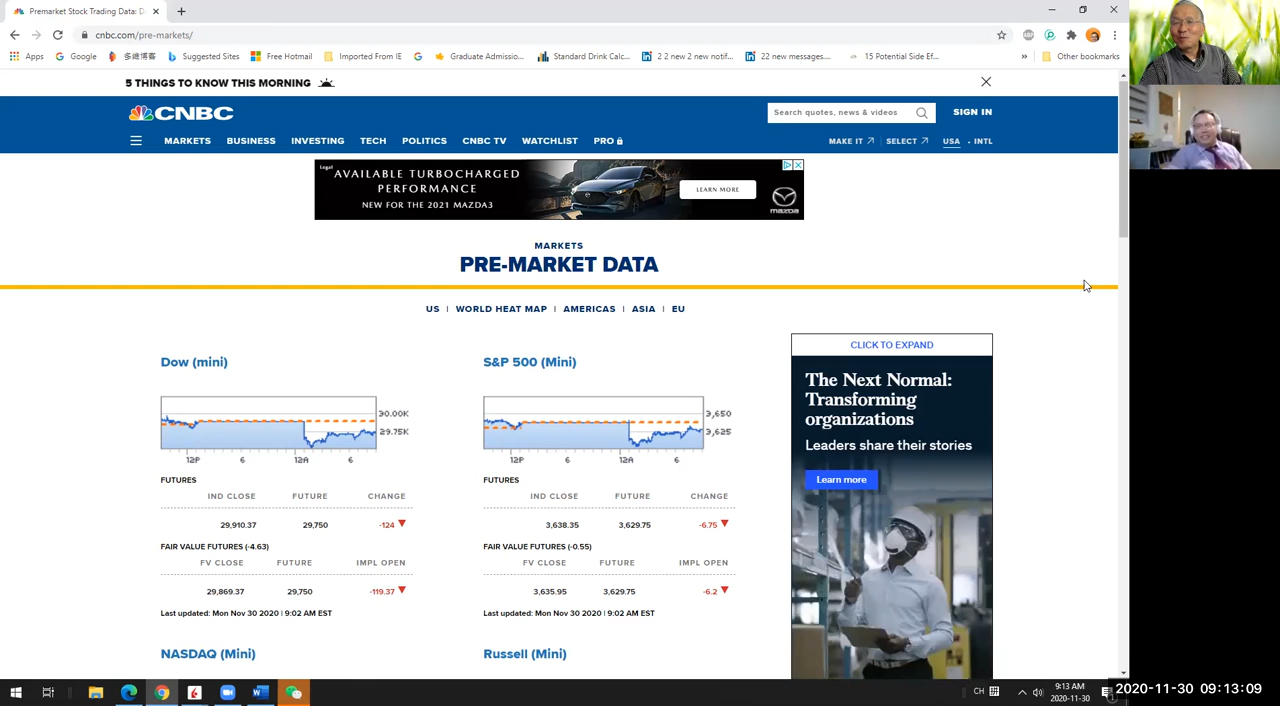 Premarket Stock Trading Data: D
cnbc.com/pre-markets/
Apps Google 多维博客 Suggested Sites Free Hotmail Imported From IE Graduate Admissio... Standard Drink Calc... 2 2 new 2 new notif... 22 new messages.... 15 Potential Side Ef... » Other bookmarks
5 THINGS TO KNOW THIS MORNING
CNBC
Search quotes, news & videos
SIGN IN
MARKETS BUSINESS INVESTING TECH POLITICS CNBC TV WATCHLIST PRO
MAKE IT SELECT USA • INTL
Legal
AVAILABLE TURBOCHARGED
PERFORMANCE
NEW FOR THE 2021 MAZDA3
LEARN MORE
mazda
MARKETS
PRE-MARKET DATA
US | WORLD HEAT MAP | AMERICAS | ASIA | EU
Dow (mini)
30.00K
29.75K
12P 6 12A 6
FUTURES
IND CLOSE FUTURE CHANGE
29,910.37 29,750 -124
FAIR VALUE FUTURES (-4.63)
FV CLOSE FUTURE IMPL OPEN
29,869.37 29,750 -119.37
Last updated: Mon Nov 30 2020 | 9:02 AM EST
NASDAQ (Mini)
S&P 500 (Mini)
3,650
3,625
12P 6 12A 6
FUTURES
IND CLOSE FUTURE CHANGE
3,638.35 3,629.75 -6.75
FAIR VALUE FUTURES (-0.55)
FV CLOSE FUTURE IMPL OPEN
3,635.95 3,629.75 -6.2
Last updated: Mon Nov 30 2020 | 9:02 AM EST
Russell (Mini)
CLICK TO EXPAND
The Next Normal:
Transforming
organizations
Leaders share their stories
Learn more
CH
9:13 AM
2020-11-30
2020-11-30 09:13:09